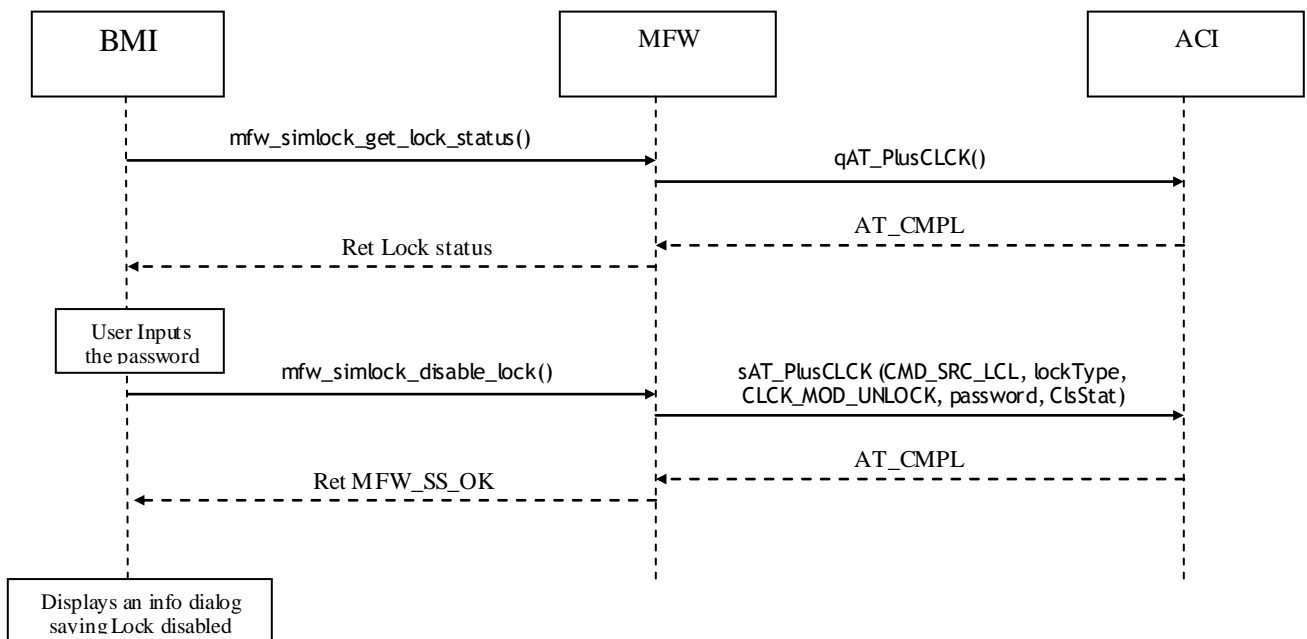 BMI
MFW
ACI
mfw_simlock_get_lock_status()
qAT_PlusCLCK()
AT_CMPL
Ret Lock status
User Inputs
the password
mfw_simlock_disable_lock()
sAT_PlusCLCK (CMD_SRC_LCL, lockType,
CLCK_MOD_UNLOCK, password, ClsStat)
AT_CMPL
Ret MFW_SS_OK
Displays an info dialog
saying Lock disabled